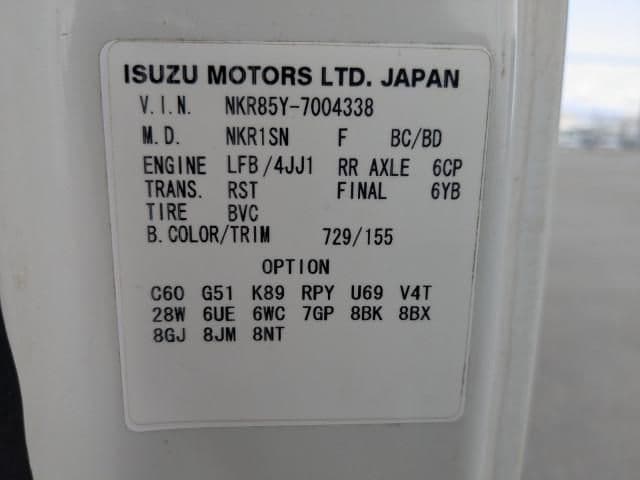 ISUZU MOTORS LTD. JAPAN
V.I.N. NKR85Y-7004338
M.D. NKR1SN F BC/BD
ENGINE LFB/4JJ1 RR AXLE 6CP
TRANS. RST FINAL 6YB
TIRE BVC
B.COLOR/TRIM 729/155
OPTION
C60 G51 K89 RPY U69 V4T
28W 6UE 6WC 7GP 8BK 8BX
8GJ 8JM 8NT